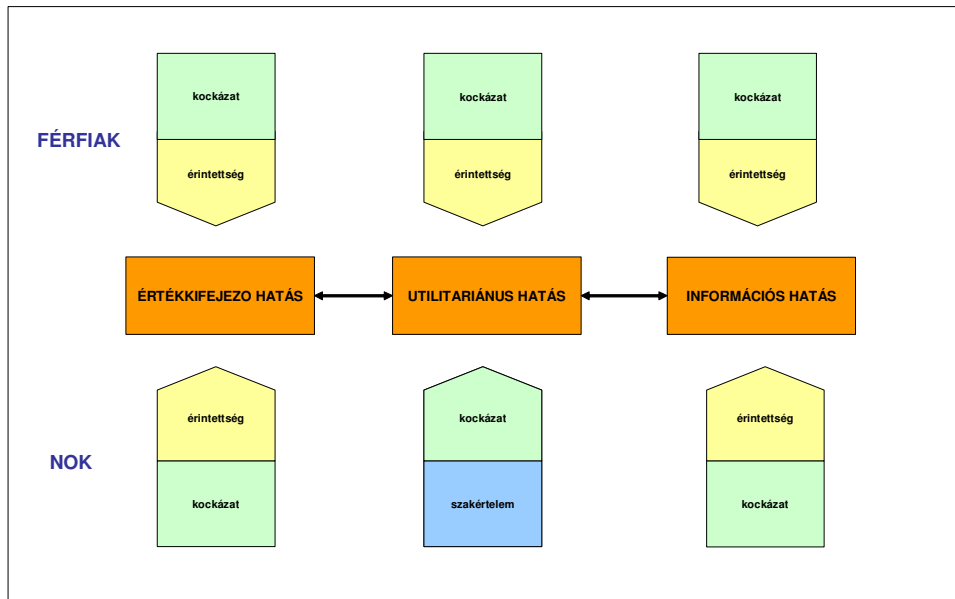 kockázat kockázat kockázat
FÉRFIAK
érintettség érintettség érintettség
ÉRTÉKKIFEJEZO HATÁS UTILITARIÁNUS HATÁS INFORMÁCIÓS HATÁS
érintettség kockázat érintettség
NOK
kockázat szakértelem kockázat